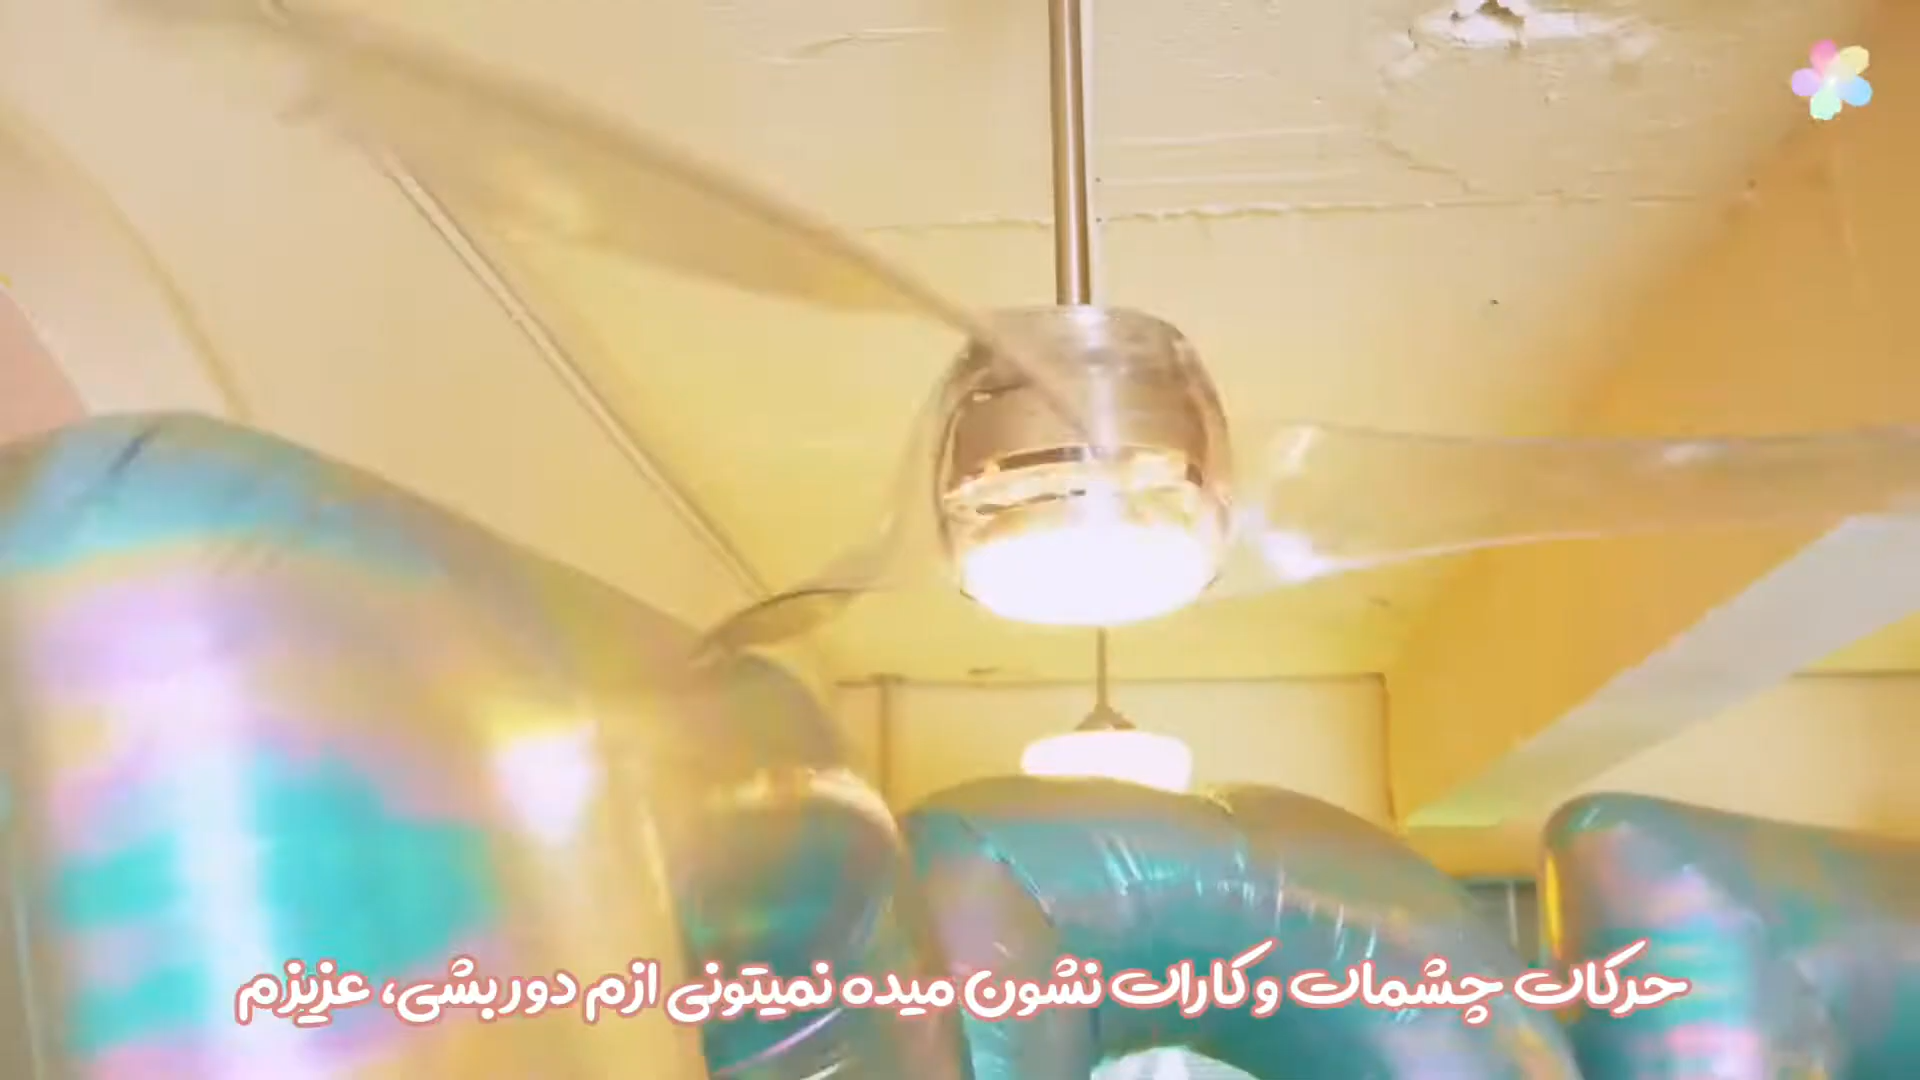 حرکات چشمات و کارات نشون میده نمیتونی ازم دور بشی، عزیزم